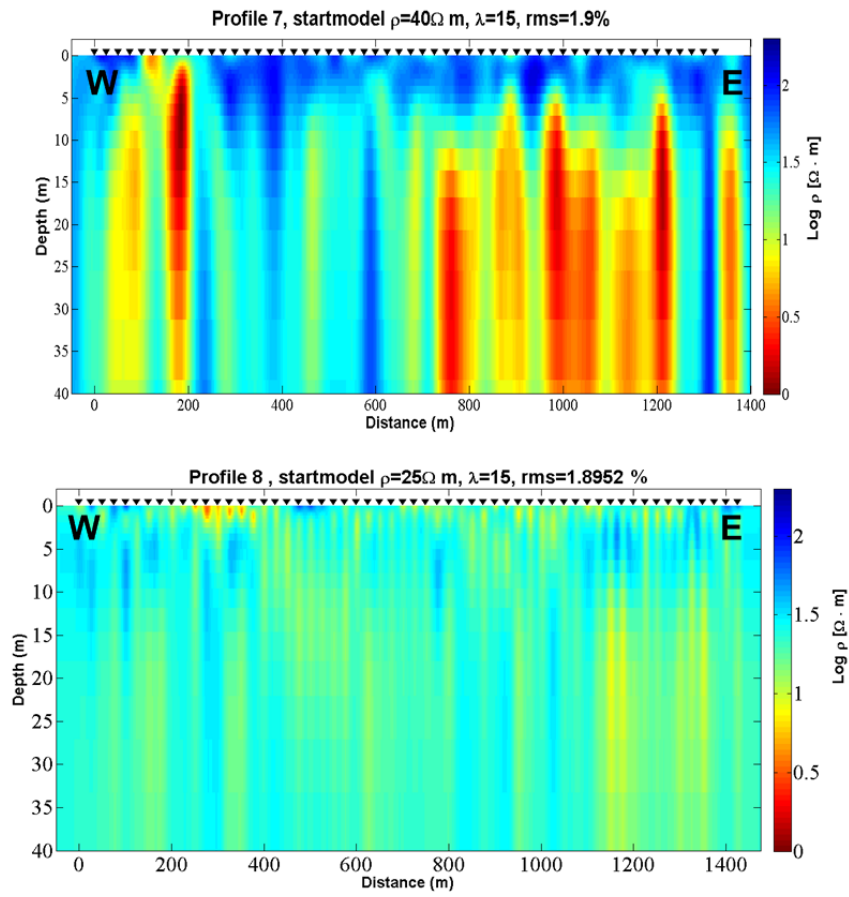 Profile 7, startmodel ρ=40Ω m, λ=15, rms=1.9%
W
E
0
5
10
15
20
25
30
35
40
Depth (m)
0 200 400 600 800 1000 1200 1400
Distance (m)
2
1.5
1
0.5
0
Log ρ [Ω · m]
Profile 8 , startmodel ρ=25Ω m, λ=15, rms=1.8952 %
W
E
0
5
10
15
20
25
30
35
40
Depth (m)
0 200 400 600 800 1000 1200 1400
Distance (m)
2
1.5
1
0.5
0
Log ρ [Ω · m]